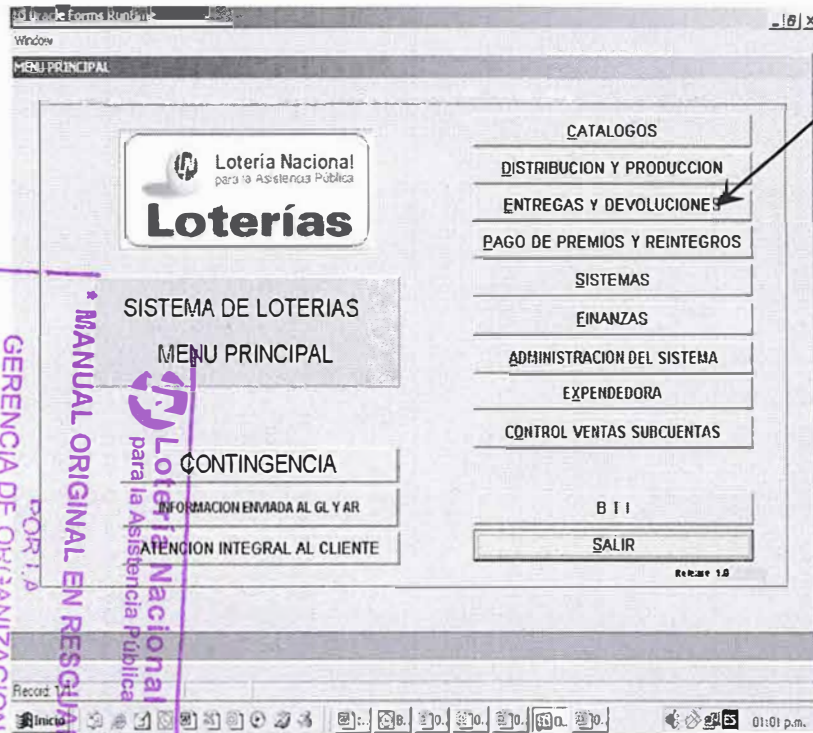 Oracle Forms Runtime
Window
MENU PRINCIPAL
Lotería Nacional
para la Asistencia Pública
Loterías
SISTEMA DE LOTERIAS
MENU PRINCIPAL
CONTINGENCIA
INFORMACION ENVIADA AL GL Y AR
ATENCION INTEGRAL AL CLIENTE
CATALOGOS
DISTRIBUCION Y PRODUCCION
ENTREGAS Y DEVOLUCIONES
PAGO DE PREMIOS Y REINTEGROS
SISTEMAS
FINANZAS
ADMINISTRACION DEL SISTEMA
EXPENDEDORA
CONTROL VENTAS SUBCUENTAS
B T I
SALIR
Release 1.0
Record: 1/1
Inicio
ES 01:01 p.m.
Lotería Nacional
para la Asistencia Pública
* MANUAL ORIGINAL EN
POR LA
GERENCIA DE ORGANIZACION